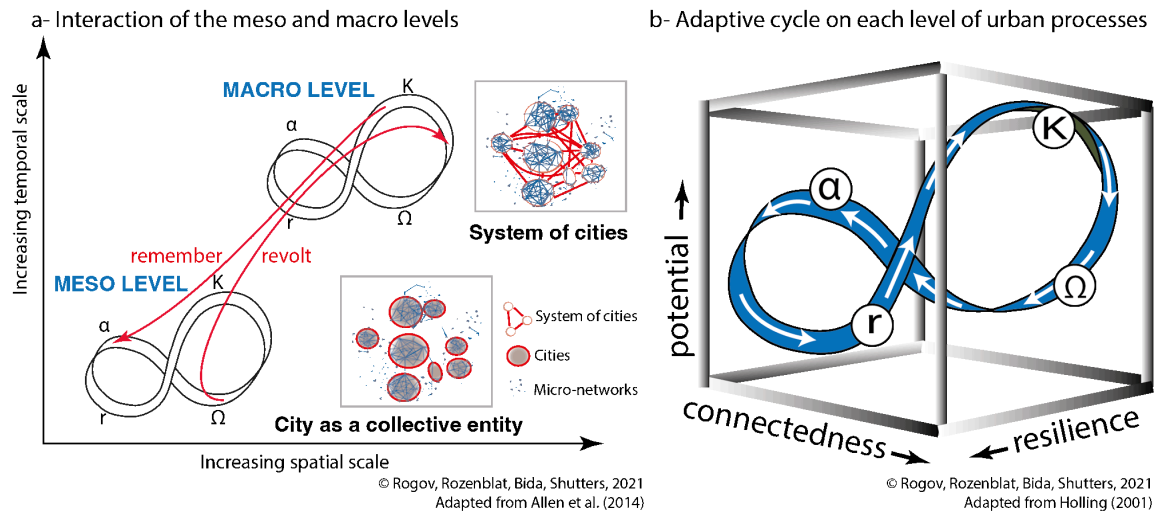 a- Interaction of the meso and macro levels
Increasing temporal scale
MACRO LEVEL
K
α
r
Ω
System of cities
remember
revolt
MESO LEVEL
K
α
r
Ω
System of cities
Cities
Micro-networks
City as a collective entity
Increasing spatial scale
© Rogov, Rozenblat, Bida, Shutters, 2021
Adapted from Allen et al. (2014)
b- Adaptive cycle on each level of urban processes
K
α
Ω
r
potential
connectedness
resilience
© Rogov, Rozenblat, Bida, Shutters, 2021
Adapted from Holling (2001)